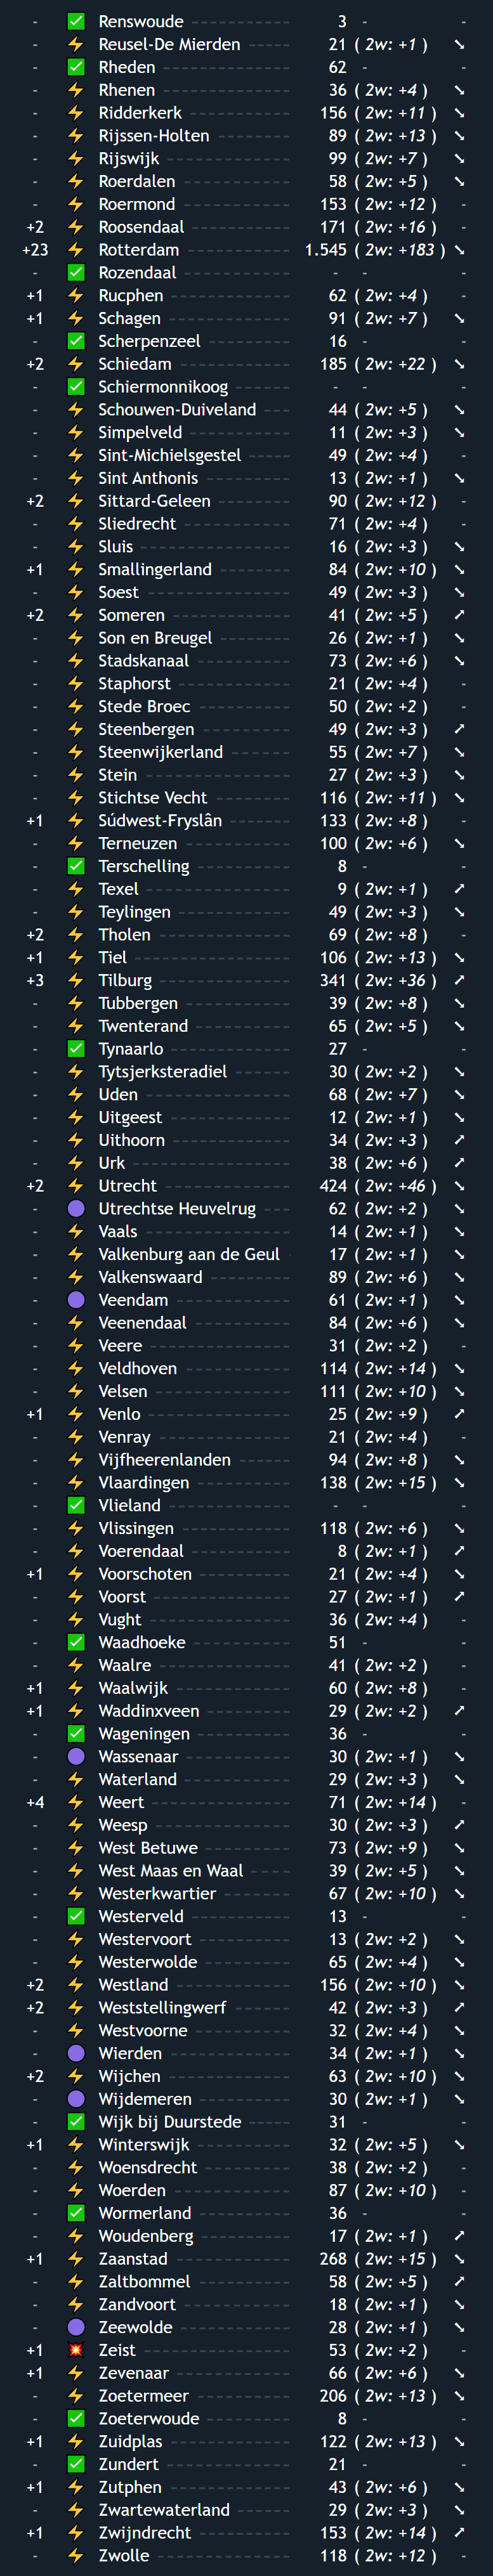 - ✅ Renswoude ------------ 3 - -
- ⚡ Reusel-De Mierden ------ 21 ( 2w: +1 ) ➘
- ✅ Rheden --------------- 62 - -
- ⚡ Rhenen --------------- 36 ( 2w: +4 ) ➘
- ⚡ Ridderkerk ------------ 156 ( 2w: +11 ) ➘
- ⚡ Rijssen-Holten --------- 89 ( 2w: +13 ) ➘
- ⚡ Rijswijk --------------- 99 ( 2w: +7 ) ➘
- ⚡ Roerdalen ------------- 58 ( 2w: +5 ) ➘
- ⚡ Roermond ------------- 153 ( 2w: +12 ) -
+2 ⚡ Roosendaal ------------ 171 ( 2w: +16 ) -
+23 ⚡ Rotterdam ------------- 1.545 ( 2w: +183 ) ➘
- ✅ Rozendaal ------------- - - -
+1 ⚡ Rucphen -------------- 62 ( 2w: +4 ) -
+1 ⚡ Schagen -------------- 91 ( 2w: +7 ) ➘
- ✅ Scherpenzeel ---------- 16 - -
+2 ⚡ Schiedam ------------- 185 ( 2w: +22 ) ➘
- ✅ Schiermonnikoog ------- - - -
- ⚡ Schouwen-Duiveland ---- 44 ( 2w: +5 ) ➘
- ⚡ Simpelveld ------------ 11 ( 2w: +3 ) ➘
- ⚡ Sint-Michielsgestel ----- 49 ( 2w: +4 ) -
- ⚡ Sint Anthonis ---------- 13 ( 2w: +1 ) ➘
+2 ⚡ Sittard-Geleen --------- 90 ( 2w: +12 ) -
- ⚡ Sliedrecht ------------- 71 ( 2w: +4 ) -
- ⚡ Sluis ----------------- 16 ( 2w: +3 ) ➘
+1 ⚡ Smallingerland --------- 84 ( 2w: +10 ) ➘
- ⚡ Soest ----------------- 49 ( 2w: +3 ) ➘
+2 ⚡ Someren -------------- 41 ( 2w: +5 ) ➚
- ⚡ Son en Breugel --------- 26 ( 2w: +1 ) ➘
- ⚡ Stadskanaal ----------- 73 ( 2w: +6 ) ➘
- ⚡ Staphorst ------------- 21 ( 2w: +4 ) -
- ⚡ Stede Broec ----------- 50 ( 2w: +2 ) -
- ⚡ Steenbergen ----------- 49 ( 2w: +3 ) ➚
- ⚡ Steenwijkerland -------- 55 ( 2w: +7 ) ➘
- ⚡ Stein ----------------- 27 ( 2w: +3 ) ➘
- ⚡ Stichtse Vecht --------- 116 ( 2w: +11 ) ➘
+1 ⚡ Súdwest-Fryslân ------- 133 ( 2w: +8 ) -
- ⚡ Terneuzen ------------- 100 ( 2w: +6 ) ➘
- ✅ Terschelling ----------- 8 - -
- ⚡ Texel ----------------- 9 ( 2w: +1 ) ➚
- ⚡ Teylingen ------------- 49 ( 2w: +3 ) ➘
+2 ⚡ Tholen --------------- 69 ( 2w: +8 ) -
+1 ⚡ Tiel ------------------ 106 ( 2w: +13 ) ➘
+3 ⚡ Tilburg --------------- 341 ( 2w: +36 ) ➚
- ⚡ Tubbergen ------------ 39 ( 2w: +8 ) ➘
- ⚡ Twenterand ----------- 65 ( 2w: +5 ) ➘
- ✅ Tynaarlo -------------- 27 - -
- ⚡ Tytsjerksteradiel ------- 30 ( 2w: +2 ) ➘
- ⚡ Uden ----------------- 68 ( 2w: +7 ) ➘
- ⚡ Uitgeest -------------- 12 ( 2w: +1 ) ➘
- ⚡ Uithoorn -------------- 34 ( 2w: +3 ) ➚
- ⚡ Urk ------------------ 38 ( 2w: +6 ) ➚
+2 ⚡ Utrecht --------------- 424 ( 2w: +46 ) ➘
- 🟣 Utrechtse Heuvelrug ---- 62 ( 2w: +2 ) ➘
- ⚡ Vaals ----------------- 14 ( 2w: +1 ) ➘
- ⚡ Valkenburg aan de Geul - 17 ( 2w: +1 ) ➘
- ⚡ Valkenswaard ---------- 89 ( 2w: +6 ) ➘
- 🟣 Veendam -------------- 61 ( 2w: +1 ) ➘
- ⚡ Veenendaal ------------ 84 ( 2w: +6 ) ➘
- ⚡ Veere ----------------- 31 ( 2w: +2 ) -
- ⚡ Veldhoven ------------- 114 ( 2w: +14 ) ➘
- ⚡ Velsen ---------------- 111 ( 2w: +10 ) ➘
+1 ⚡ Venlo ----------------- 25 ( 2w: +9 ) ➚
- ⚡ Venray ---------------- 21 ( 2w: +4 ) -
- ⚡ Vijfheerenlanden ------- 94 ( 2w: +8 ) ➘
- ⚡ Vlaardingen ------------ 138 ( 2w: +15 ) ➘
- ✅ Vlieland --------------- - - -
- ⚡ Vlissingen ------------- 118 ( 2w: +6 ) ➘
- ⚡ Voerendaal ------------ 8 ( 2w: +1 ) ➚
+1 ⚡ Voorschoten ----------- 21 ( 2w: +4 ) ➘
- ⚡ Voorst ---------------- 27 ( 2w: +1 ) ➚
- ⚡ Vught ----------------- 36 ( 2w: +4 ) -
- ✅ Waadhoeke ------------ 51 - -
- ⚡ Waalre ---------------- 41 ( 2w: +2 ) -
+1 ⚡ Waalwijk -------------- 60 ( 2w: +8 ) -
+1 ⚡ Waddinxveen ---------- 29 ( 2w: +2 ) ➚
- ✅ Wageningen ----------- 36 - -
- 🟣 Wassenaar ------------ 30 ( 2w: +1 ) ➘
- ⚡ Waterland ------------- 29 ( 2w: +3 ) ➘
+4 ⚡ Weert ---------------- 71 ( 2w: +14 ) -
- ⚡ Weesp ---------------- 30 ( 2w: +3 ) ➚
- ⚡ West Betuwe ---------- 73 ( 2w: +9 ) ➘
- ⚡ West Maas en Waal ---- 39 ( 2w: +5 ) ➘
- ⚡ Westerkwartier --------- 67 ( 2w: +10 ) ➘
- ✅ Westerveld ------------ 13 - -
- ⚡ Westervoort ----------- 13 ( 2w: +2 ) ➘
- ⚡ Westerwolde ---------- 65 ( 2w: +4 ) ➘
+2 ⚡ Westland ------------- 156 ( 2w: +10 ) ➘
+2 ⚡ Weststellingwerf ------- 42 ( 2w: +3 ) ➚
- ⚡ Westvoorne ----------- 32 ( 2w: +4 ) ➘
- 🟣 Wierden -------------- 34 ( 2w: +1 ) ➘
+2 ⚡ Wijchen -------------- 63 ( 2w: +10 ) ➘
- 🟣 Wijdemeren ----------- 30 ( 2w: +1 ) ➘
- ✅ Wijk bij Duurstede ----- 31 - -
+1 ⚡ Winterswijk ----------- 32 ( 2w: +5 ) ➘
- ⚡ Woensdrecht ---------- 38 ( 2w: +2 ) -
- ⚡ Woerden -------------- 87 ( 2w: +10 ) -
- ✅ Wormerland ----------- 36 - -
- ⚡ Woudenberg ----------- 17 ( 2w: +1 ) ➚
+1 ⚡ Zaanstad ------------- 268 ( 2w: +15 ) ➘
- ⚡ Zaltbommel ----------- 58 ( 2w: +5 ) ➚
- ⚡ Zandvoort ------------- 18 ( 2w: +1 ) ➘
- 🟣 Zeewolde ------------- 28 ( 2w: +1 ) ➘
+1 💥 Zeist ----------------- 53 ( 2w: +2 ) -
+1 ⚡ Zevenaar ------------- 66 ( 2w: +6 ) ➘
- ⚡ Zoetermeer ----------- 206 ( 2w: +13 ) ➘
- ✅ Zoeterwoude ---------- 8 - -
+1 ⚡ Zuidplas -------------- 122 ( 2w: +13 ) ➘
- ✅ Zundert --------------- 21 - -
+1 ⚡ Zutphen -------------- 43 ( 2w: +6 ) ➘
- ⚡ Zwartewaterland ------- 29 ( 2w: +3 ) ➘
+1 ⚡ Zwijndrecht ----------- 153 ( 2w: +14 ) ➚
- ⚡ Zwolle ---------------- 118 ( 2w: +12 ) -